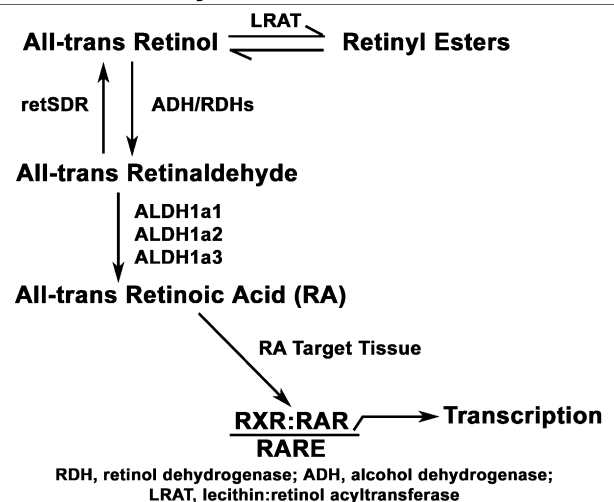 LRAT
All-trans Retinol
Retinyl Esters
retSDR
ADH/RDHs
All-trans Retinaldehyde
ALDH1a1
ALDH1a2
ALDH1a3
All-trans Retinoic Acid (RA)
RA Target Tissue
RXR:RAR
Transcription
RARE
RDH, retinol dehydrogenase; ADH, alcohol dehydrogenase;
LRAT, lecithin:retinol acyltransferase